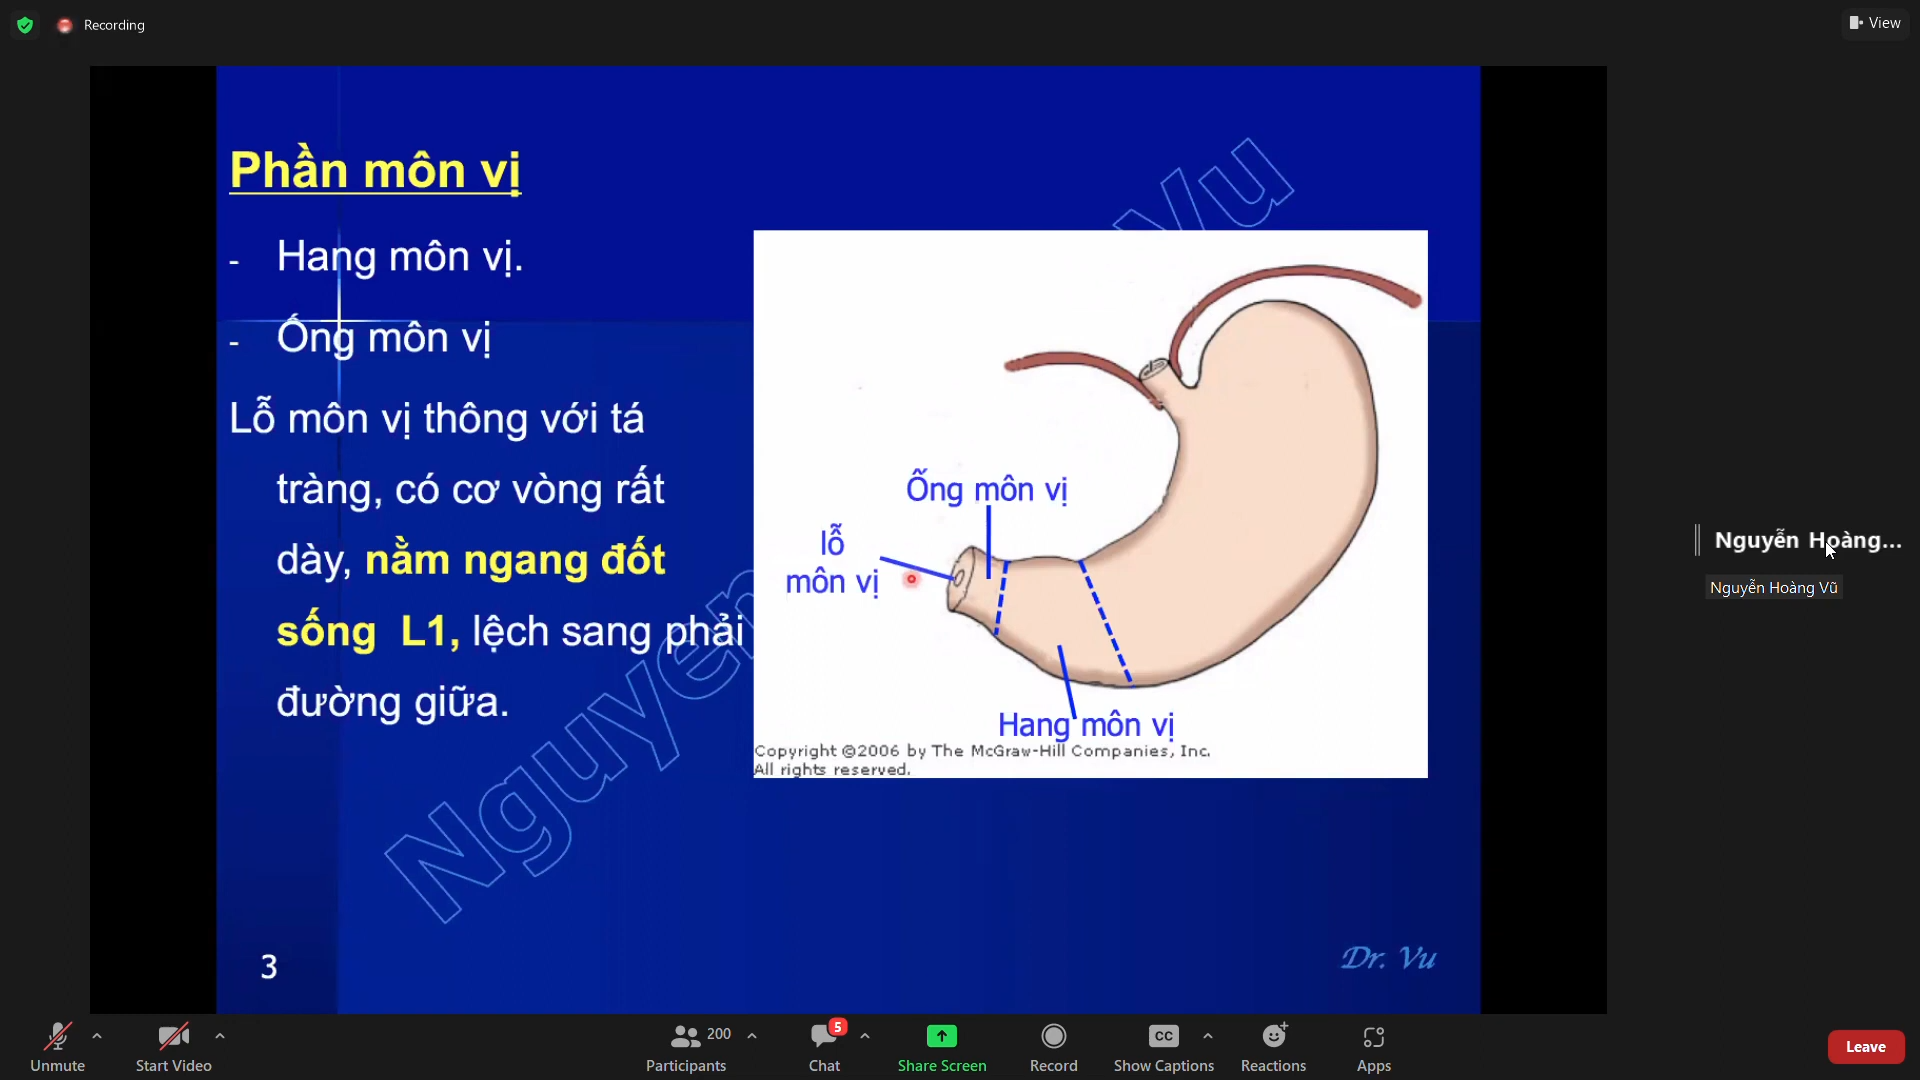 Recording
View
Phần môn vị
- Hang môn vị.
- Ống môn vị
Lỗ môn vị thông với tá
tràng, có cơ vòng rất
dày, nằm ngang đốt
sống L1, lệch sang phải
đường giữa.
Ống môn vị
lỗ
môn vị
Hang môn vị
Copyright ©2006 by The McGraw-Hill Companies, Inc.
All rights reserved.
Nguyen
Vu
3
Dr. Vu
Nguyễn Hoàng...
Nguyễn Hoàng Vũ
Unmute
Start Video
200
Participants
5
Chat
Share Screen
Record
CC
Show Captions
Reactions
Apps
Leave